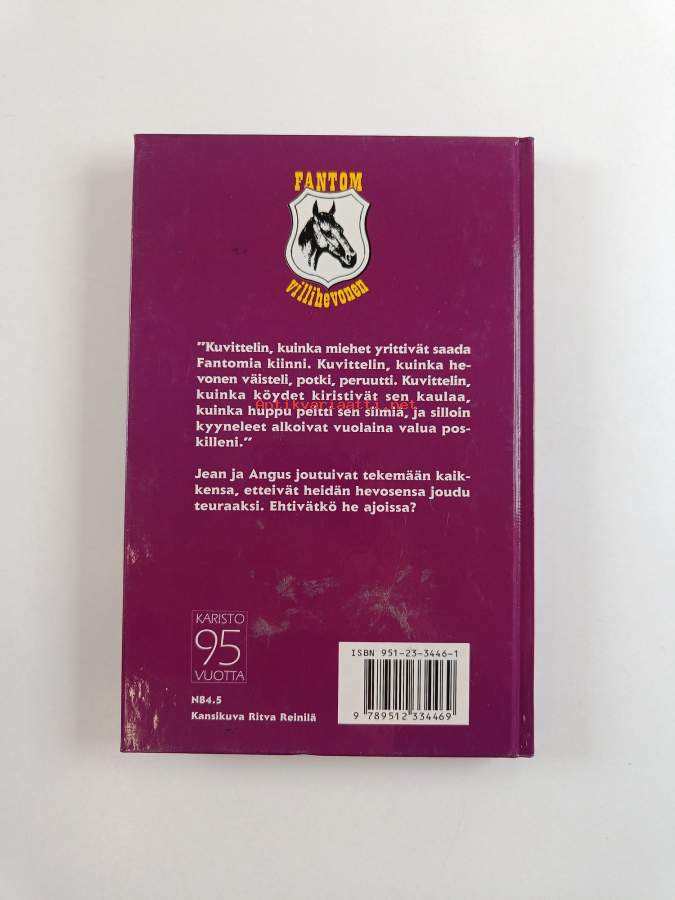 FANTOM
villihevonen
"Kuvittelin, kuinka miehet yrittivät saada
Fantomia kiinni. Kuvittelin, kuinka he-
vonen väisteli, potki, peruutti. Kuvittelin,
kuinka köydet kiristivät sen kaulaa,
Antikvariaatti.net
kuinka huppu peitti sen silmiä, ja silloin
kyyneleet alkoivat vuolaina valua pos-
killeni."
Jean ja Angus joutuivat tekemään kaik-
kensa, etteivät heidän hevosensa joudu
teuraaksi. Ehtivätkö he ajoissa?
KARISTO
95
VUOTTA
N84.5
Kansikuva Ritva Reinilä
ISBN 951-23-3446-1
9 789512 334469